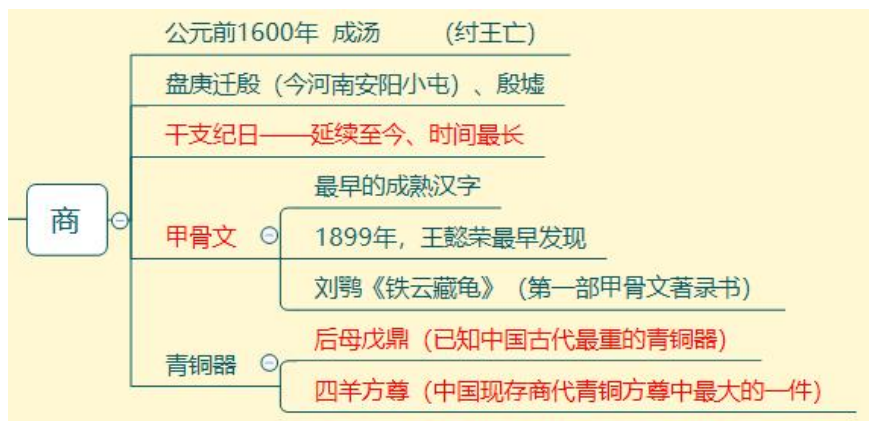 公元前1600年 成汤 (纣王亡)
盘庚迁殷（今河南安阳小屯）、殷墟
干支纪日——延续至今、时间最长
商
甲骨文
最早的成熟汉字
1899年，王懿荣最早发现
刘鹗《铁云藏龟》（第一部甲骨文著录书）
青铜器
后母戊鼎（已知中国古代最重的青铜器）
四羊方尊（中国现存商代青铜方尊中最大的一件）